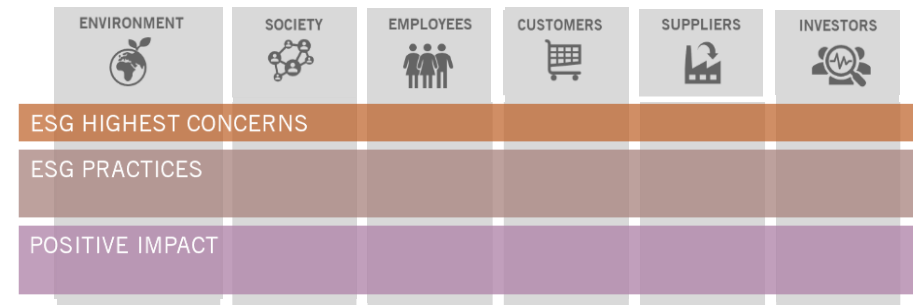 ENVIRONMENT
SOCIETY
EMPLOYEES
CUSTOMERS
SUPPLIERS
INVESTORS
ESG HIGHEST CONCERNS
ESG PRACTICES
POSITIVE IMPACT